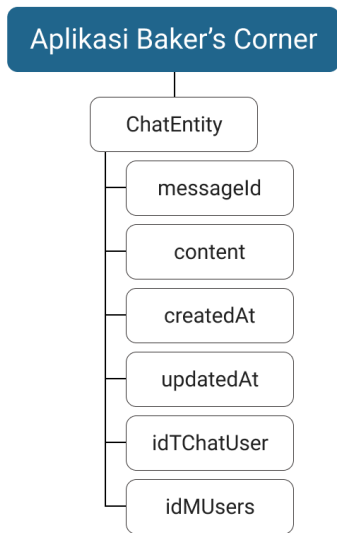 Aplikasi Baker’s Corner
ChatEntity
messageId
content
createdAt
updatedAt
idTChatUser
idMUsers